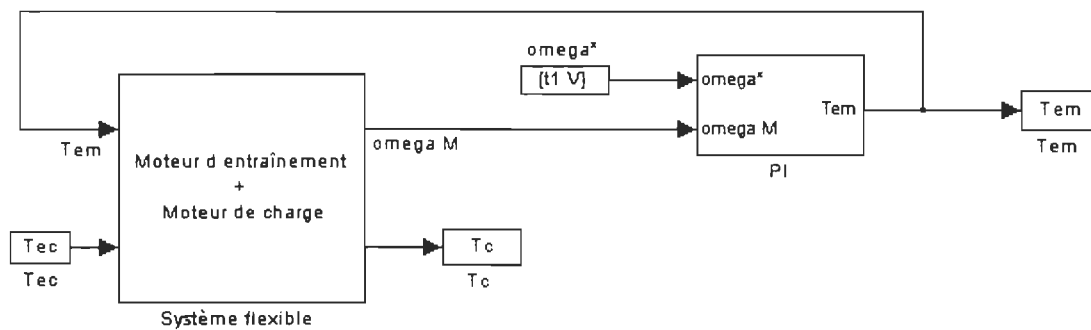 omega*
[t1 V]
omega*
Tem
omega M
PI
Tem
Tem
Tem
Moteur d entraînement
+
Moteur de charge
omega M
Tec
Tec
Tc
Tc
Système flexible